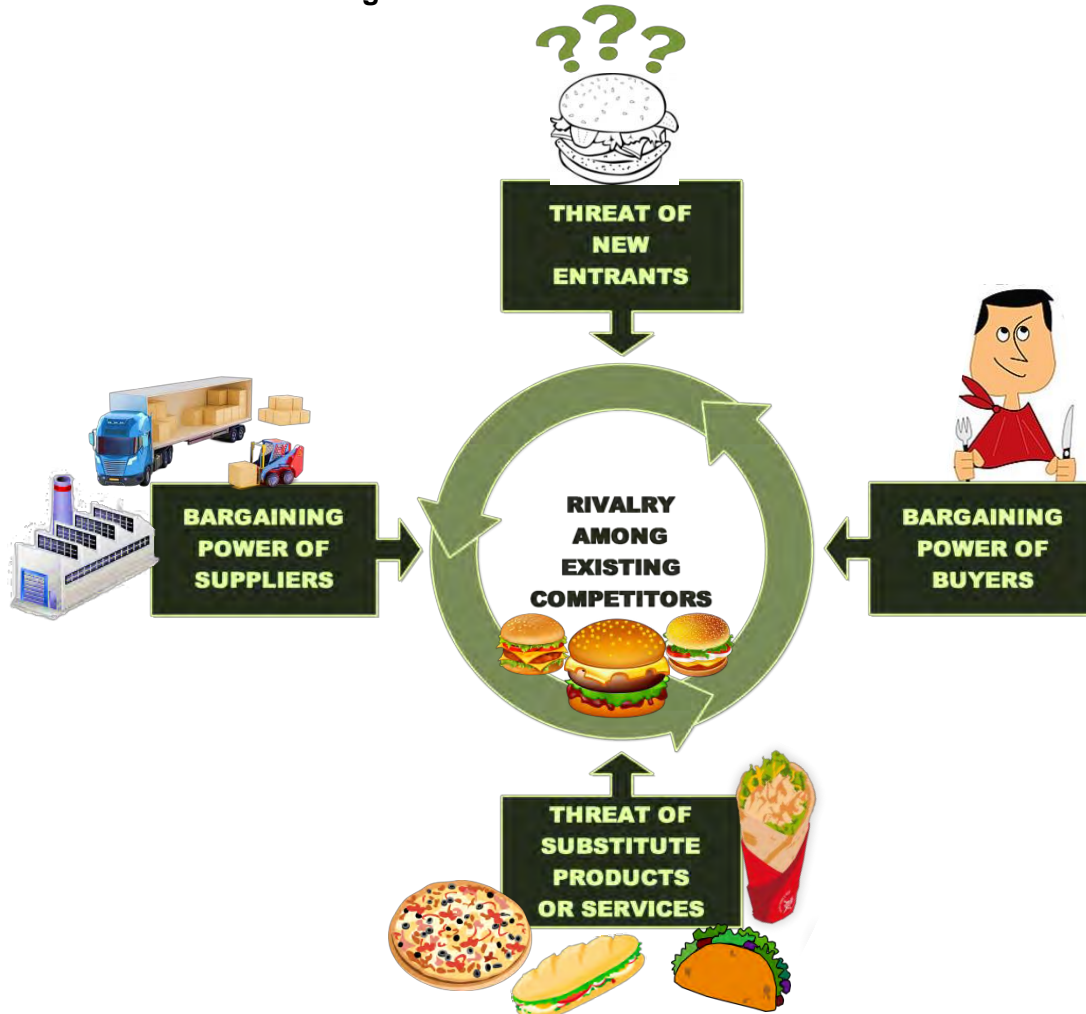 THREAT OF
NEW
ENTRANTS
BARGAINING
POWER OF
SUPPLIERS
RIVALRY
AMONG
EXISTING
COMPETITORS
BARGAINING
POWER OF
BUYERS
THREAT OF
SUBSTITUTE
PRODUCTS
OR SERVICES